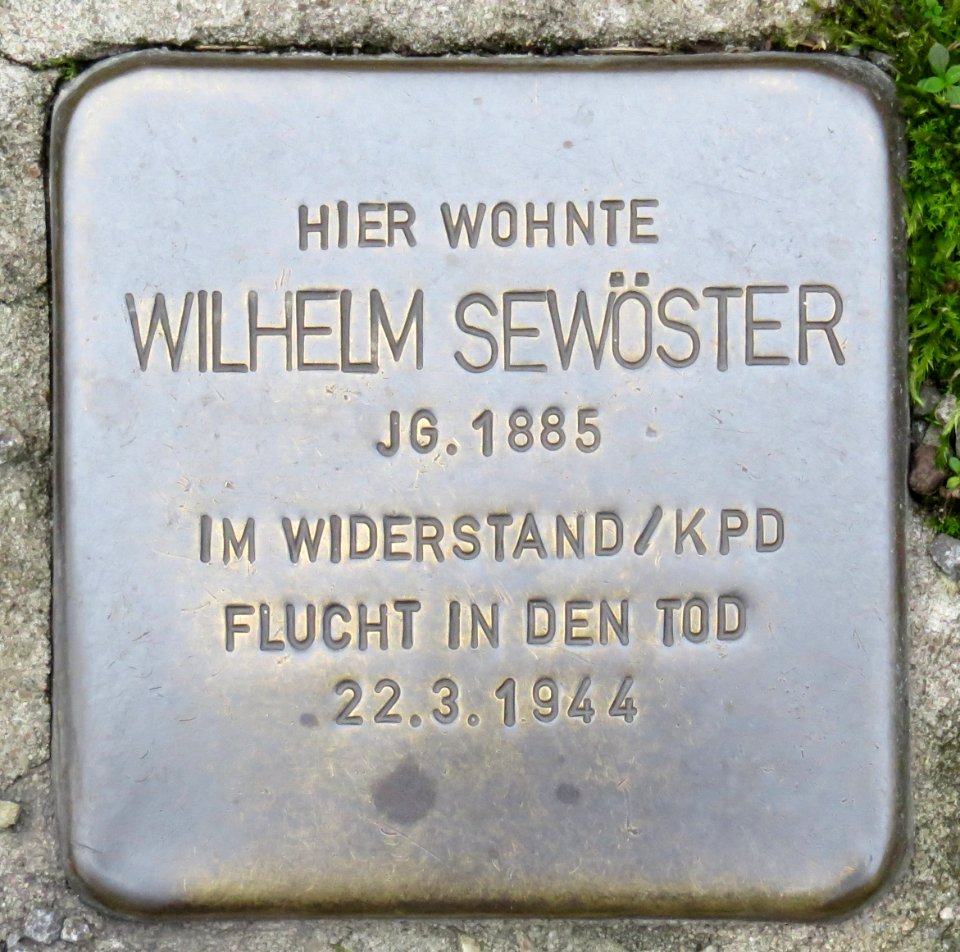 HIER WOHNTE
WILHELM SEWÖSTER
JG. 1885
IM WIDERSTAND/KPD
FLUCHT IN DEN TOD
22.3.1944